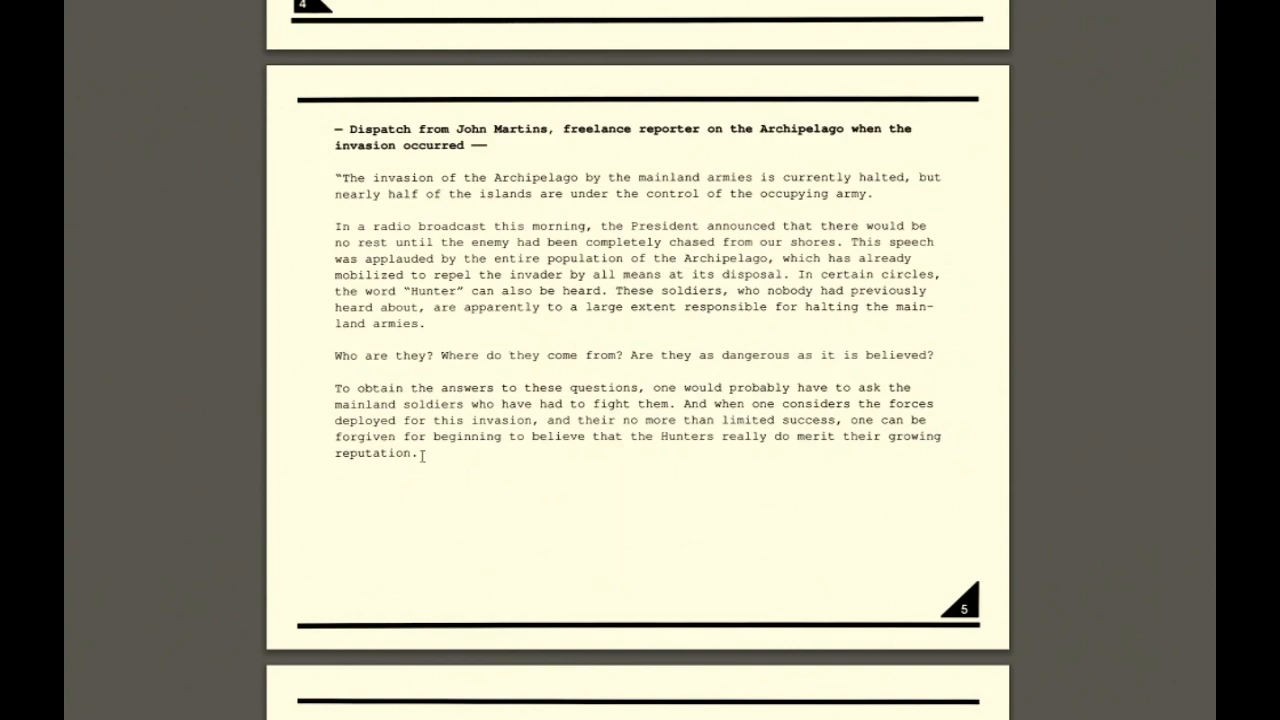 4
— Dispatch from John Martins, freelance reporter on the Archipelago when the
invasion occurred ——
“The invasion of the Archipelago by the mainland armies is currently halted, but
nearly half of the islands are under the control of the occupying army.
In a radio broadcast this morning, the President announced that there would be
no rest until the enemy had been completely chased from our shores. This speech
was applauded by the entire population of the Archipelago, which has already
mobilized to repel the invader by all means at its disposal. In certain circles,
the word “Hunter” can also be heard. These soldiers, who nobody had previously
heard about, are apparently to a large extent responsible for halting the main-
land armies.
Who are they? Where do they come from? Are they as dangerous as it is believed?
To obtain the answers to these questions, one would probably have to ask the
mainland soldiers who have had to fight them. And when one considers the forces
deployed for this invasion, and their no more than limited success, one can be
forgiven for beginning to believe that the Hunters really do merit their growing
reputation.
5